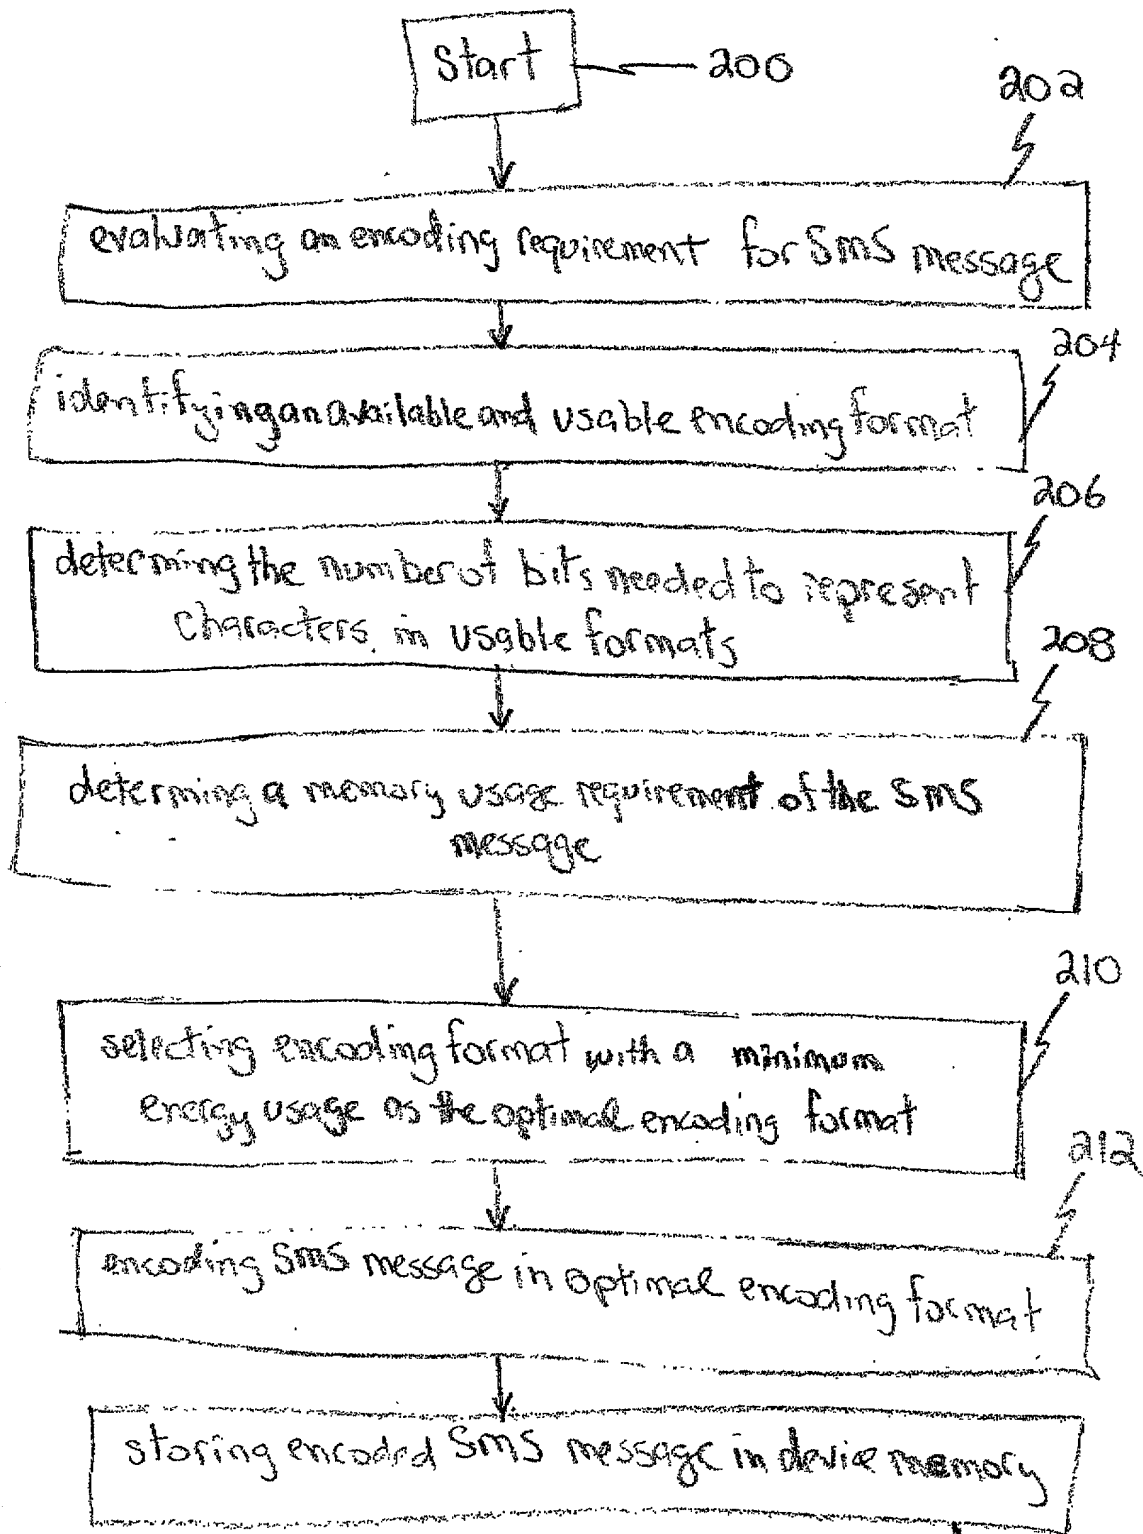 Start
200
202
evaluating an encoding requirement for SMS message
204
identifying an available and usable encoding format
206
determing the number of bits needed to represent
characters in usable formats
208
determing a memory usage requirement of the SMS
message
210
selecting encoding format with a minimum
energy usage as the optimal encoding format
212
encoding SMS message in optimal encoding format
storing encoded SMS message in device memory